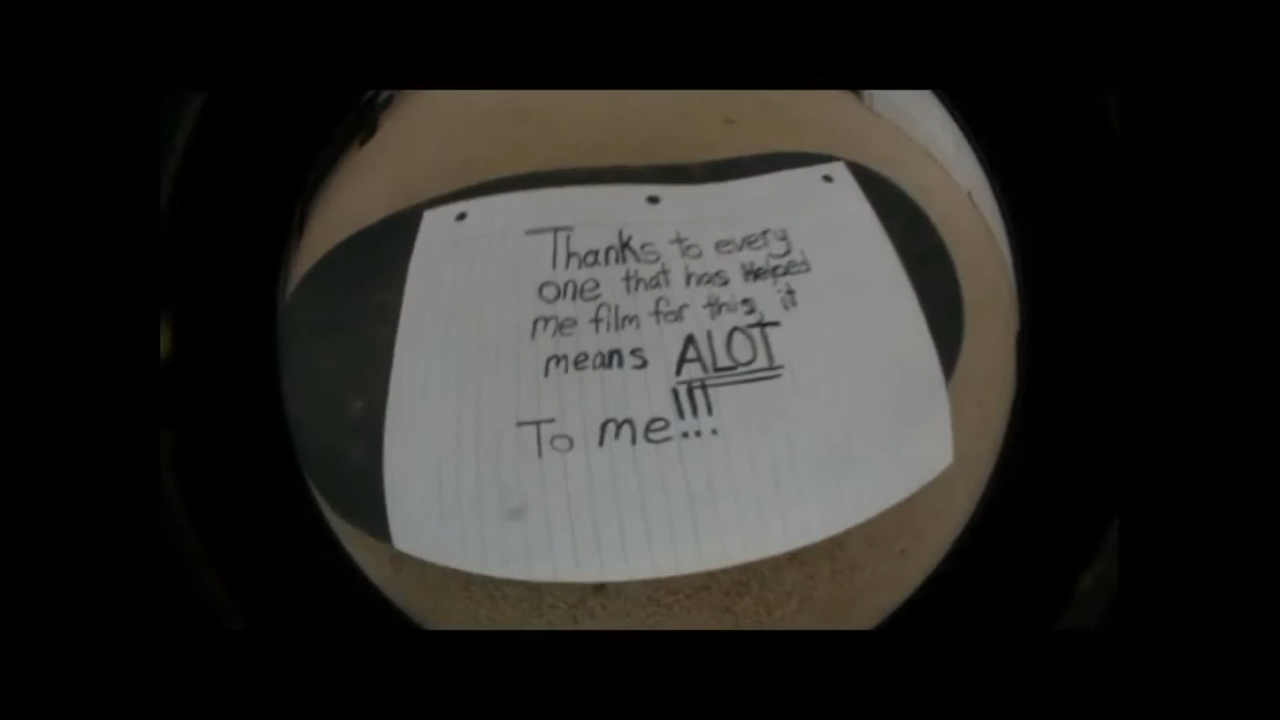 Thanks to every
one that has Helped
me film for this, it
means ALOT
!!!
To me...